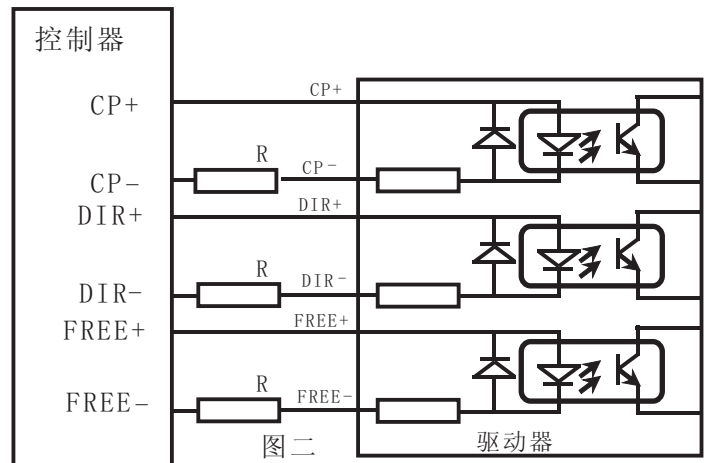 控制器
CP+ CP+
CP- R CP-
DIR+ DIR+
DIR- R DIR-
FREE+ FREE+
FREE- R FREE-
图二 驱动器